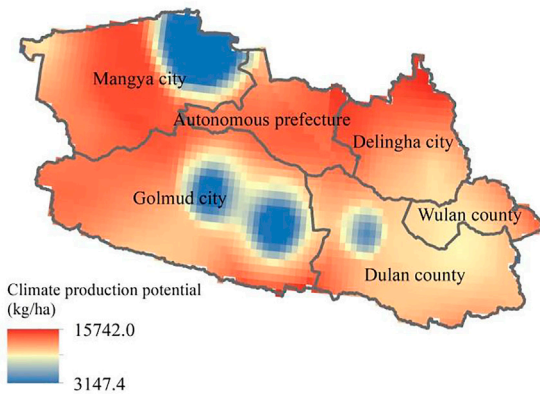 Mangya city
Autonomous prefecture
Delingha city
Golmud city
Wulan county
Dulan county
Climate production potential
(kg/ha)
15742.0
3147.4